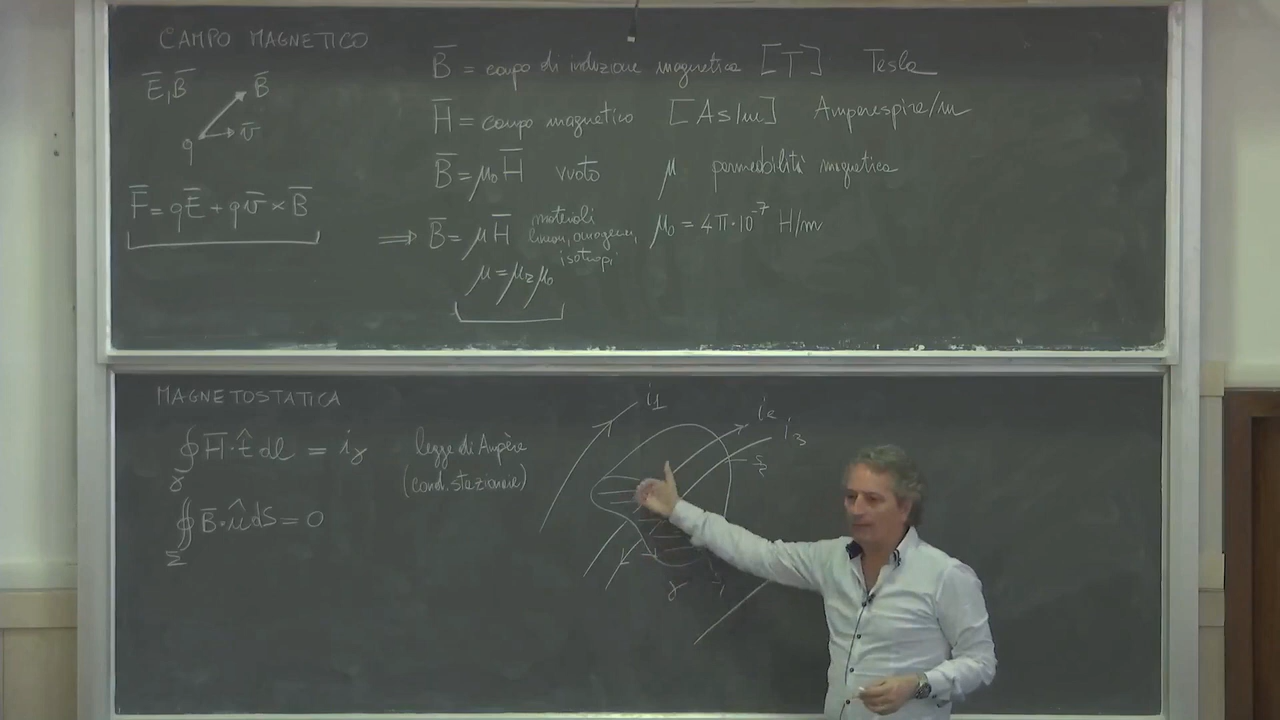 CAMPO MAGNETICO
E̅, B̅
B̅
v̅
q
F̅ = qE̅ + qv̅ × B̅
B̅ = campo di induzione magnetica [T] Tesla
H̅ = campo magnetico [As/m] Amperespire/m
B̅ = μ₀ H̅ vuoto μ permeabilità magnetica
⇒ B̅ = μ H̅ materiali lineari, omogenei, isotropi μ₀ = 4π·10⁻⁷ H/m
μ = μᵣ μ₀
MAGNETOSTATICA
∮ H̅·t̂ dl = iγ legge di Ampère
γ (cond. stazionarie)
∯ B̅·n̂ dS = 0
Σ
i₁
i₂
i₃
γ